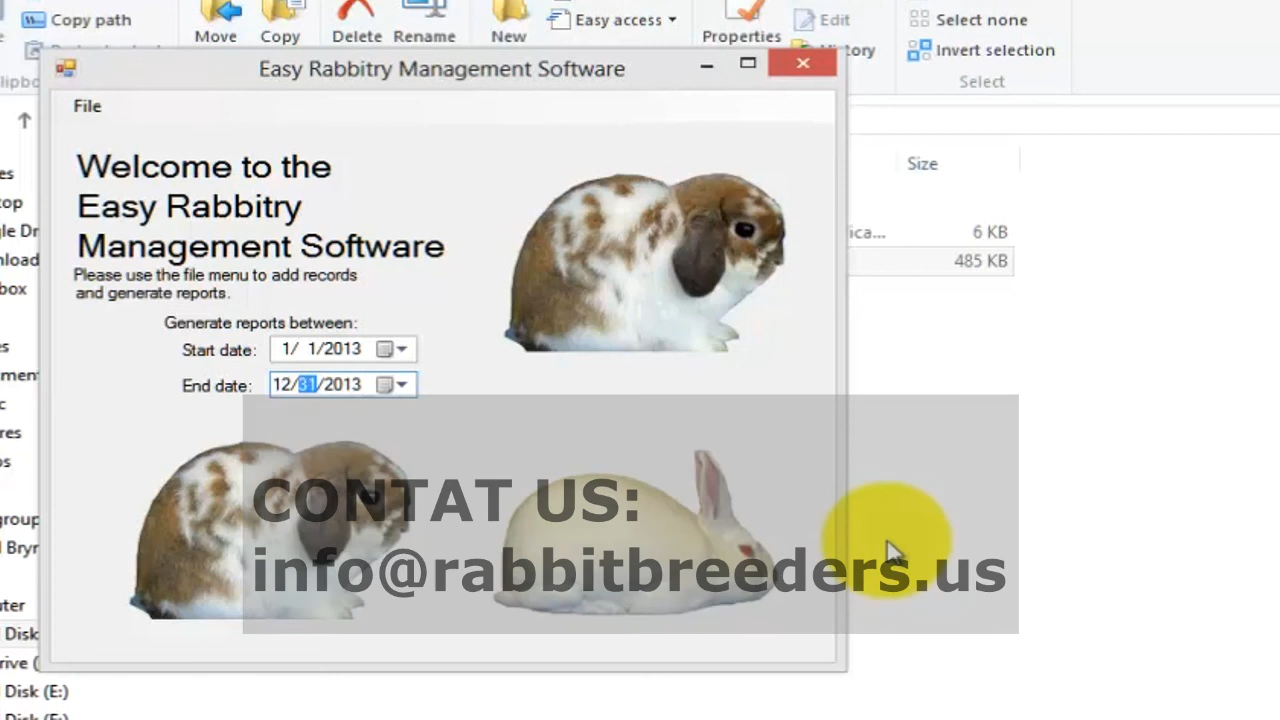 Copy path
Move
Copy
Delete
Rename
New
Easy access
Properties
Edit
History
Select none
Invert selection
Select
Easy Rabbitry Management Software
File
Welcome to the
Easy Rabbitry
Management Software
Please use the file menu to add records
and generate reports.
Generate reports between:
Start date: 1/ 1/2013
End date: 12/31/2013
Size
ica...
6 KB
485 KB
CONTAT US:
info@rabbitbreeders.us
Disk
Disk (E:)